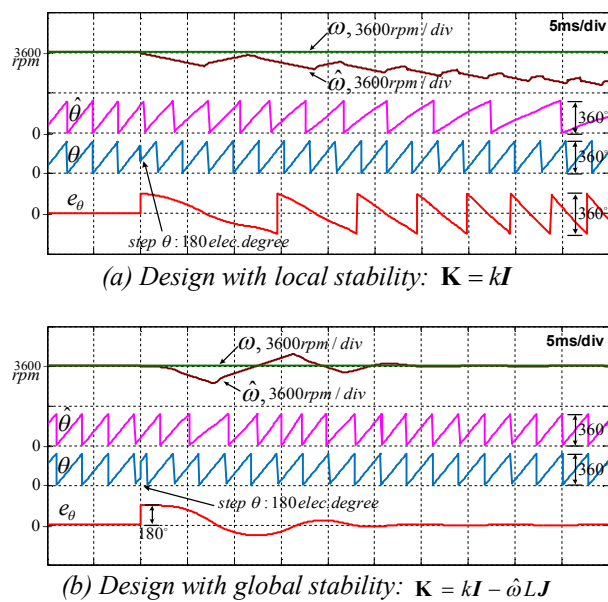 5ms/div
ω, 3600rpm / div
3600
rpm
ω̂, 3600rpm / div
θ̂
360°
0
θ
360°
0
e_θ
0
360°
step θ : 180 elec.degree
(a) Design with local stability: K = kI
5ms/div
ω, 3600rpm / div
3600
rpm
ω̂, 3600rpm / div
θ̂
360°
0
θ
360°
0
step θ : 180 elec.degree
e_θ
0
180°
(b) Design with global stability: K = kI − ω̂LJ